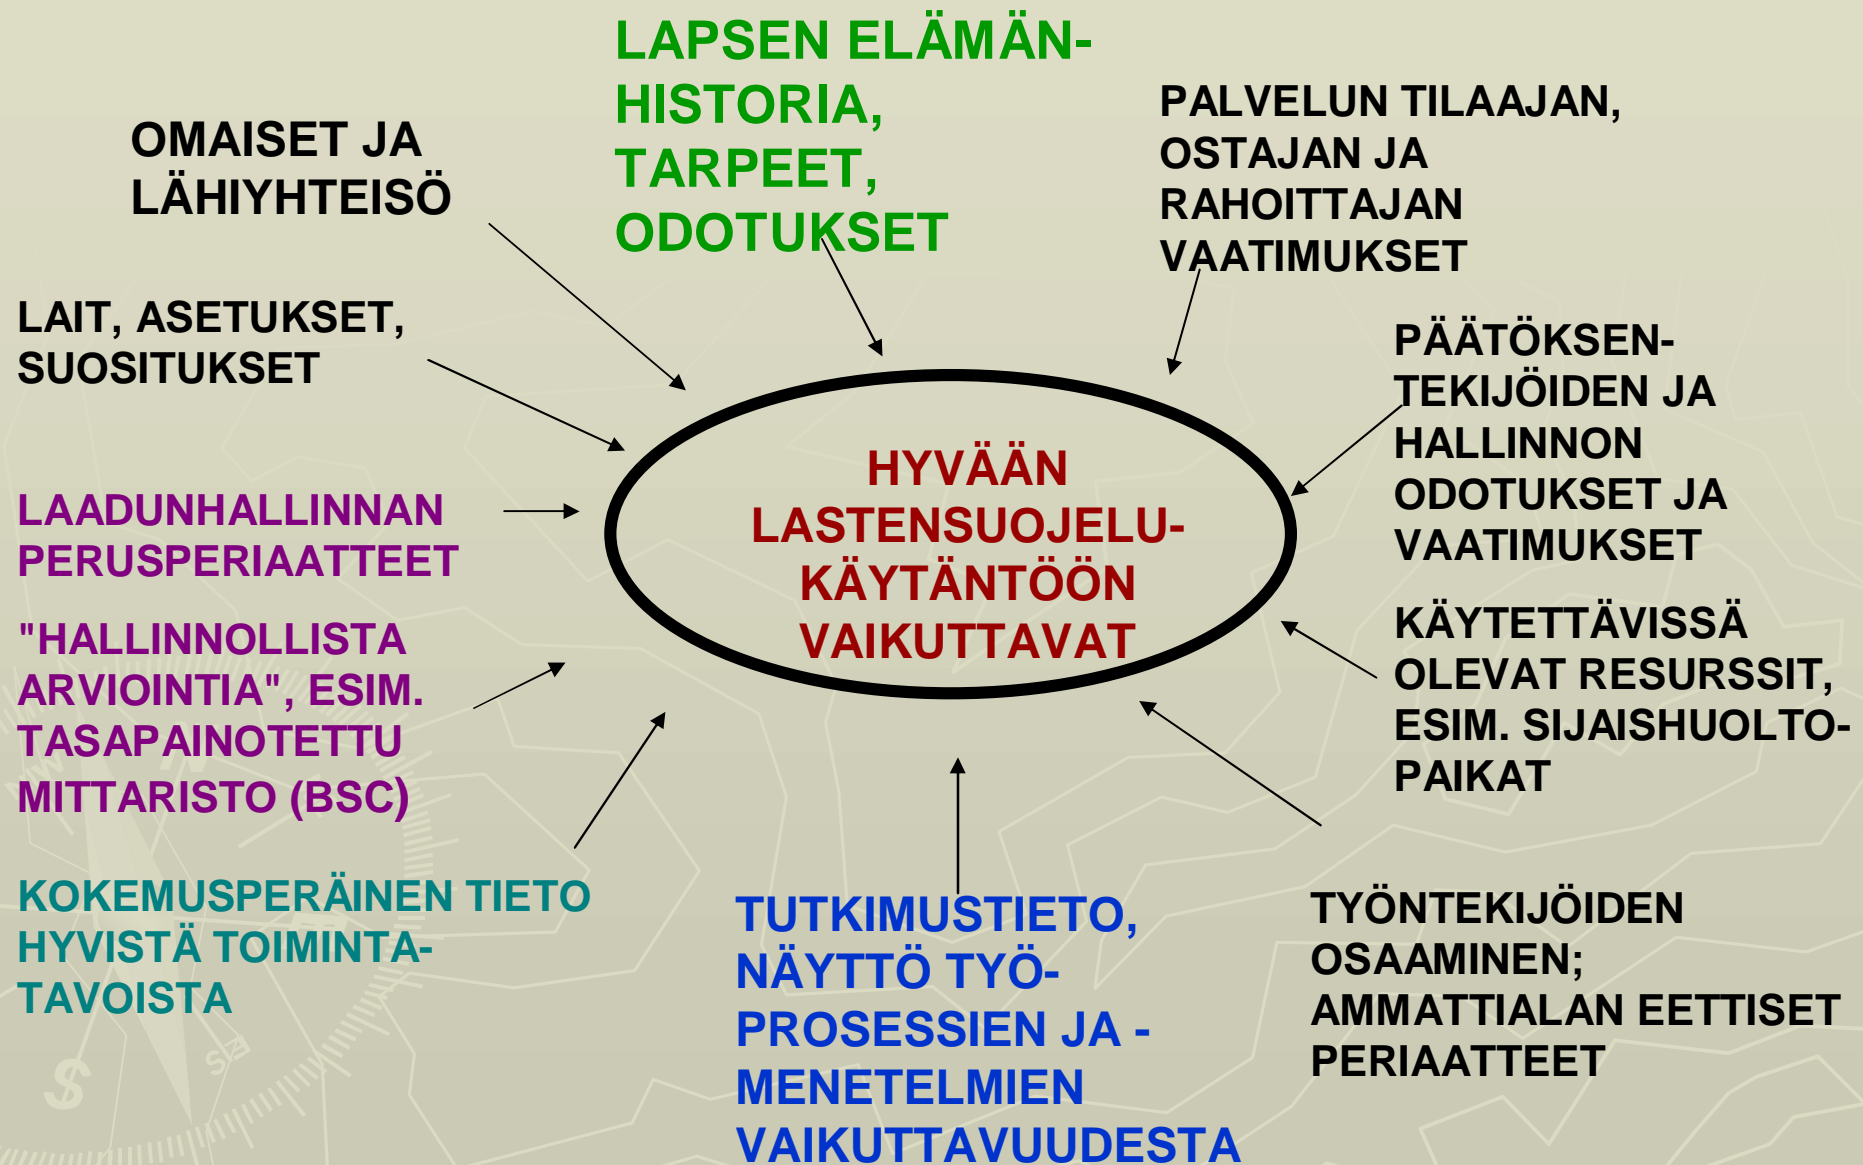 LAPSEN ELÄMÄN-
HISTORIA,
TARPEET,
ODOTUKSET
OMAISET JA
LÄHIYHTEISÖ
PALVELUN TILAAJAN,
OSTAJAN JA
RAHOITTAJAN
VAATIMUKSET
LAIT, ASETUKSET,
SUOSITUKSET
PÄÄTÖKSEN-
TEKIJÖIDEN JA
HALLINNON
ODOTUKSET JA
VAATIMUKSET
HYVÄÄN
LASTENSUOJELU-
KÄYTÄNTÖÖN
VAIKUTTAVAT
LAADUNHALLINNAN
PERUSPERIAATTEET
"HALLINNOLLISTA
ARVIOINTIA", ESIM.
TASAPAINOTETTU
MITTARISTO (BSC)
KÄYTETTÄVISSÄ
OLEVAT RESURSSIT,
ESIM. SIJAISHUOLTO-
PAIKAT
KOKEMUSPERÄINEN TIETO
HYVISTÄ TOIMINTA-
TAVOISTA
TUTKIMUSTIETO,
NÄYTTÖ TYÖ-
PROSESSIEN JA -
MENETELMIEN
VAIKUTTAVUUDESTA
TYÖNTEKIJÖIDEN
OSAAMINEN;
AMMATTIALAN EETTISET
PERIAATTEET